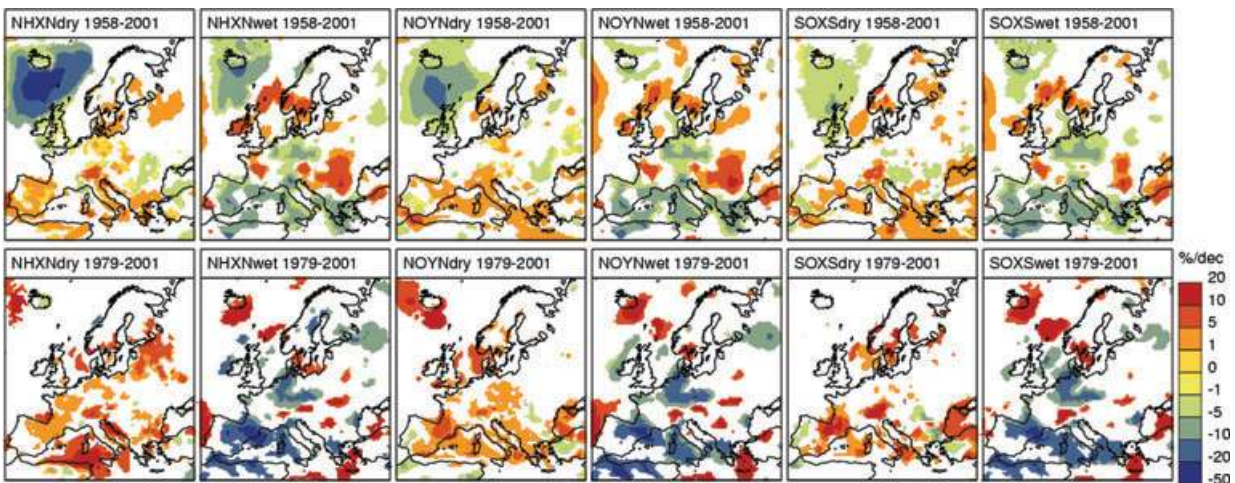 NHXNdry 1958-2001
NHXNwet 1958-2001
NOYNdry 1958-2001
NOYNwet 1958-2001
SOXSdry 1958-2001
SOXSwet 1958-2001
NHXNdry 1979-2001
NHXNwet 1979-2001
NOYNdry 1979-2001
NOYNwet 1979-2001
SOXSdry 1979-2001
SOXSwet 1979-2001
%/dec
20
10
5
1
0
-1
-5
-10
-20
-50